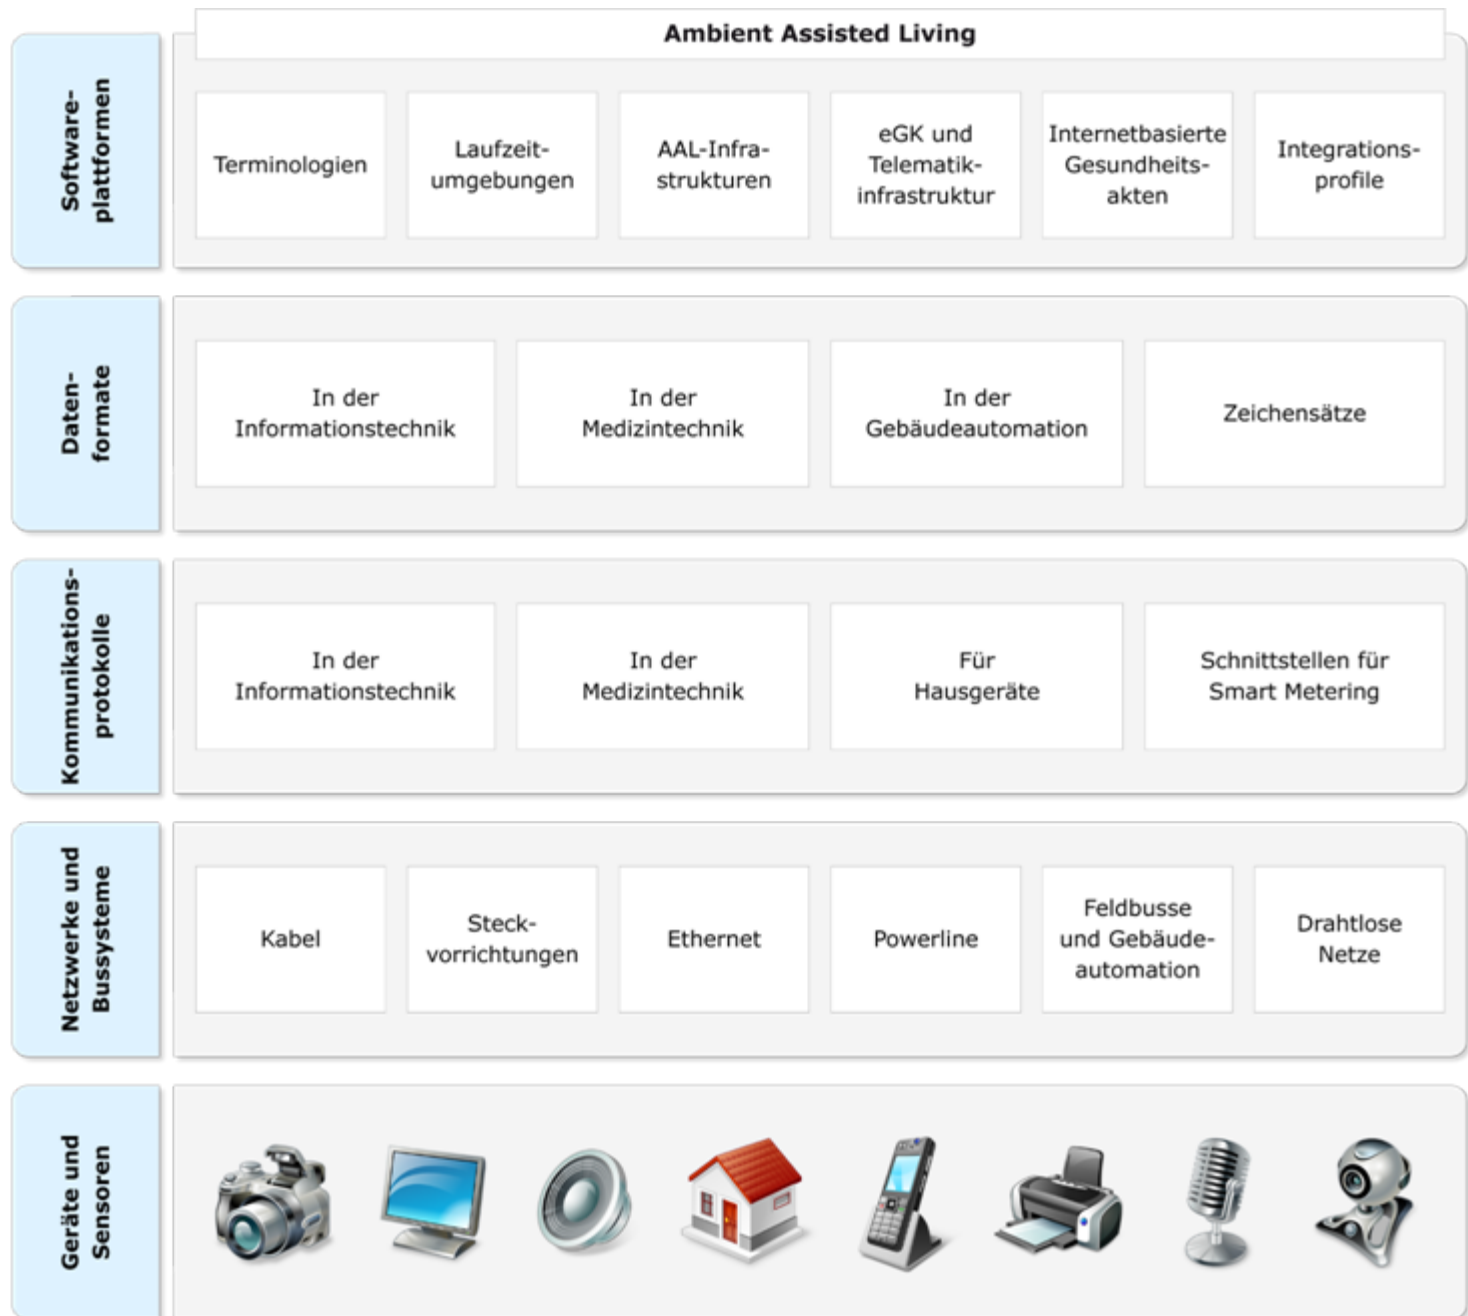 Ambient Assisted Living
Software-
plattformen
Terminologien
Laufzeit-
umgebungen
AAL-Infra-
strukturen
eGK und
Telematik-
infrastruktur
Internetbasierte
Gesundheits-
akten
Integrations-
profile
Daten-
formate
In der
Informationstechnik
In der
Medizintechnik
In der
Gebäudeautomation
Zeichensätze
Kommunikations-
protokolle
In der
Informationstechnik
In der
Medizintechnik
Für
Hausgeräte
Schnittstellen für
Smart Metering
Netzwerke und
Bussysteme
Kabel
Steck-
vorrichtungen
Ethernet
Powerline
Feldbusse
und Gebäude-
automation
Drahtlose
Netze
Geräte und
Sensoren